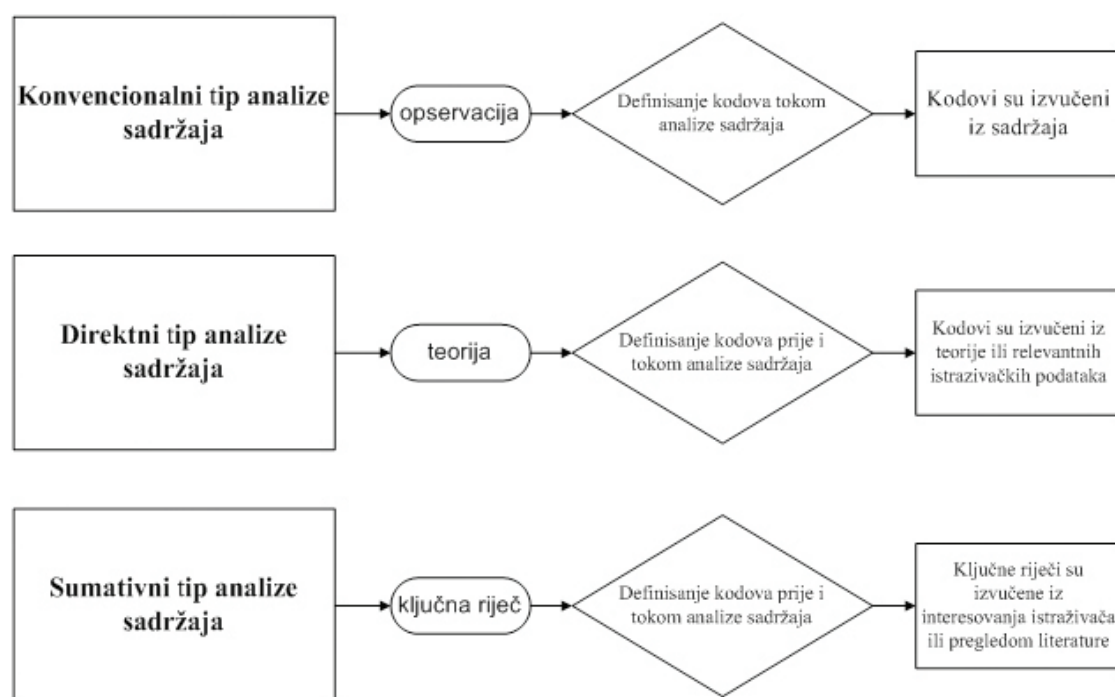 Konvencionalni tip analize
sadržaja
opservacija
Definisanje kodova tokom
analize sadržaja
Kodovi su izvučeni
iz sadržaja
Direktni tip analize
sadržaja
teorija
Definisanje kodova prije i
tokom analize sadržaja
Kodovi su izvučeni iz
teorije ili relevantnih
istrazivačkih podataka
Sumativni tip analize
sadržaja
ključna riječ
Definisanje kodova prije i
tokom analize sadržaja
Ključne riječi su
izvučene iz
interesovanja istraživača
ili pregledom literature